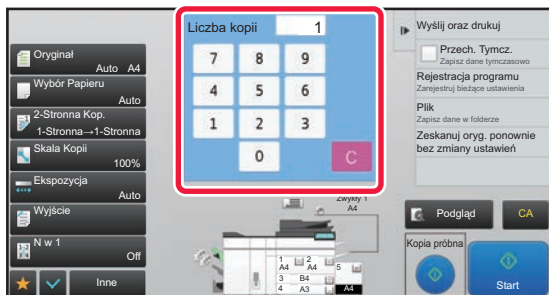 Liczba kopii 1
7 8 9
4 5 6
1 2 3
0 C
Oryginał
Auto A4
Wybór Papieru
Auto
2-Stronna Kop.
1-Stronna→1-Stronna
Skala Kopii
100%
Ekspozycja
Auto
Wyjście
N w 1
Off
Inne
Zwykły 1
A4
1 A4
2 A4
3 B4
4 A3
5 A4
Wyślij oraz drukuj
Przech. Tymcz.
Zapisz dane tymczasowo
Rejestracja programu
Zarejestruj bieżące ustawienia
Plik
Zapisz dane w folderze
Zeskanuj oryg. ponownie
bez zmiany ustawień
Podgląd
CA
Kopia próbna
Start